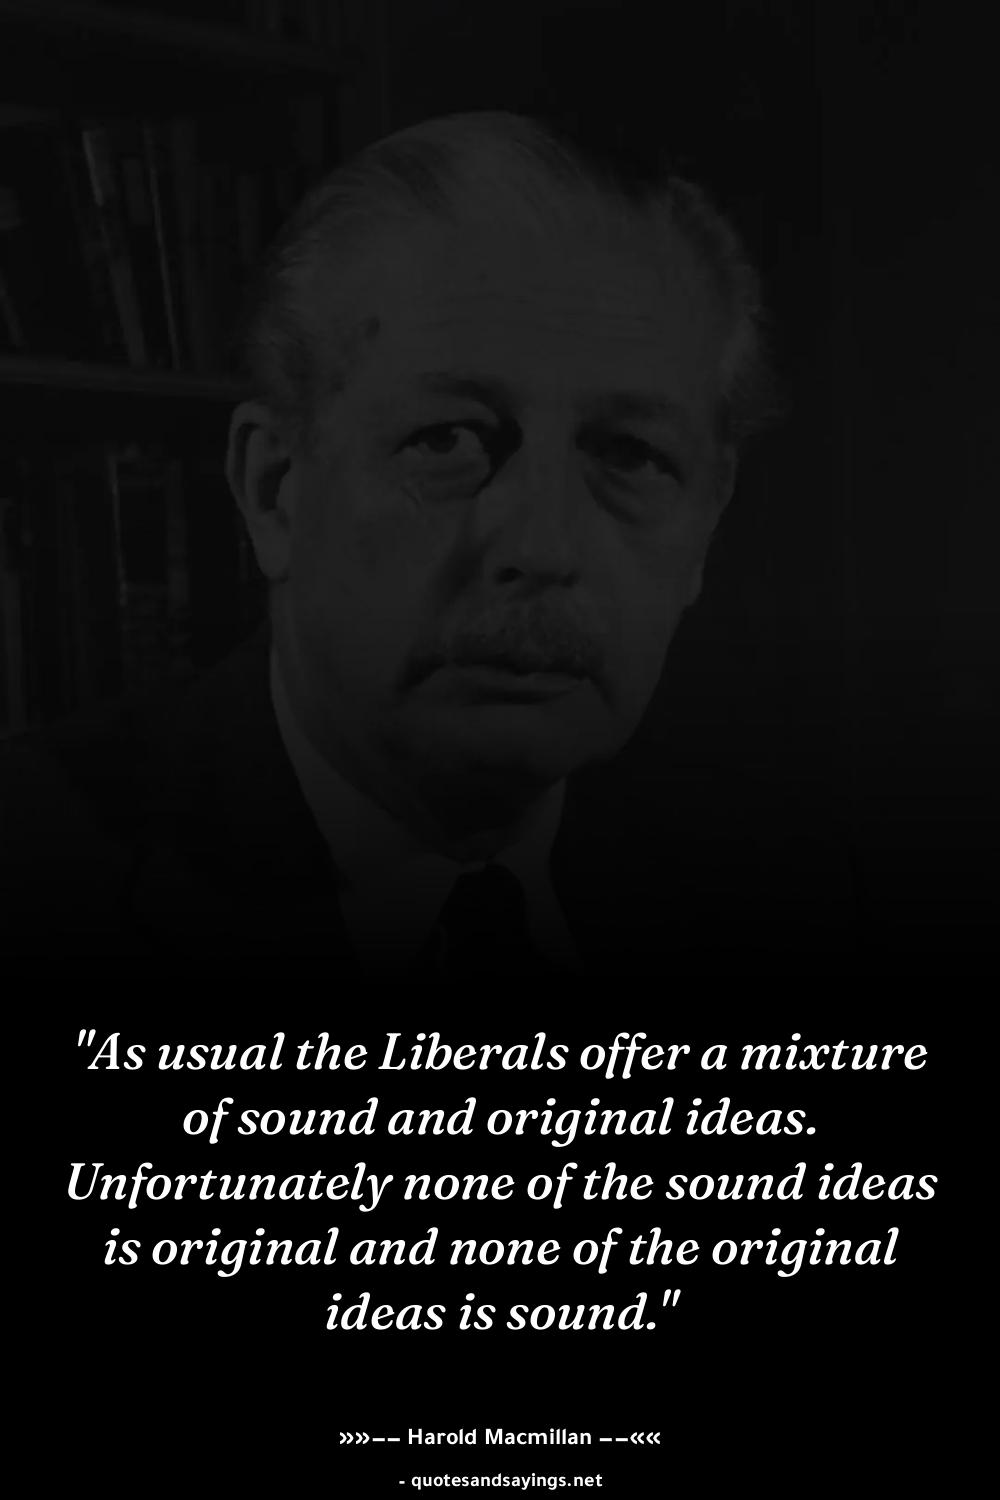 "As usual the Liberals offer a mixture
of sound and original ideas.
Unfortunately none of the sound ideas
is original and none of the original
ideas is sound."
»»–– Harold Macmillan ––««
- quotesandsayings.net